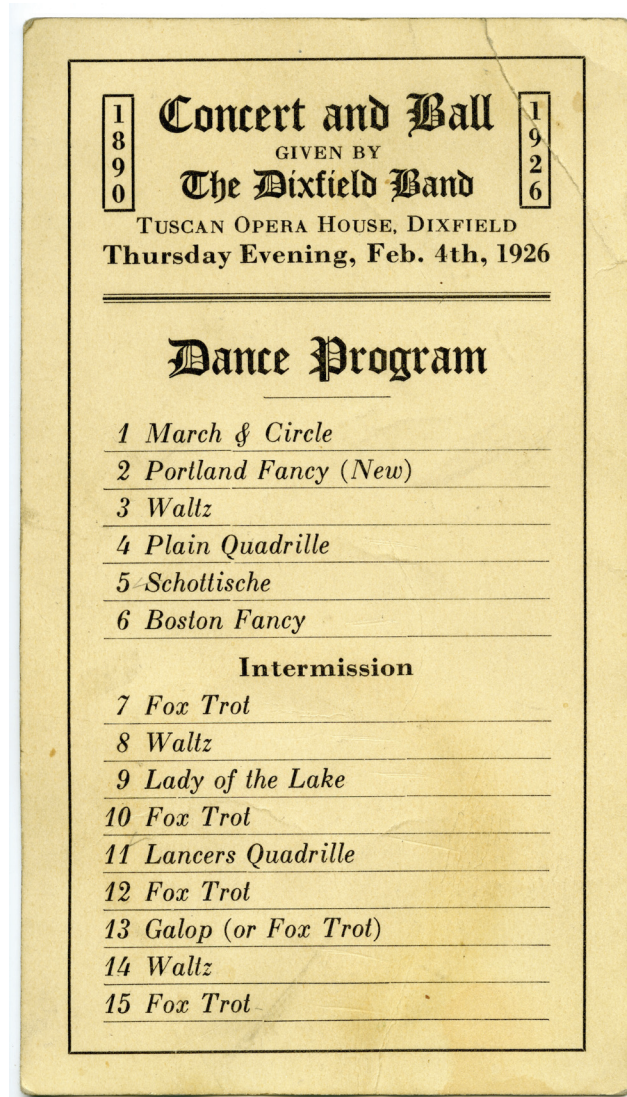 1890
Concert and Ball
1926
GIVEN BY
The Dixfield Band
TUSCAN OPERA HOUSE, DIXFIELD
Thursday Evening, Feb. 4th, 1926
Dance Program
1 March & Circle
2 Portland Fancy (New)
3 Waltz
4 Plain Quadrille
5 Schottische
6 Boston Fancy
Intermission
7 Fox Trot
8 Waltz
9 Lady of the Lake
10 Fox Trot
11 Lancers Quadrille
12 Fox Trot
13 Galop (or Fox Trot)
14 Waltz
15 Fox Trot